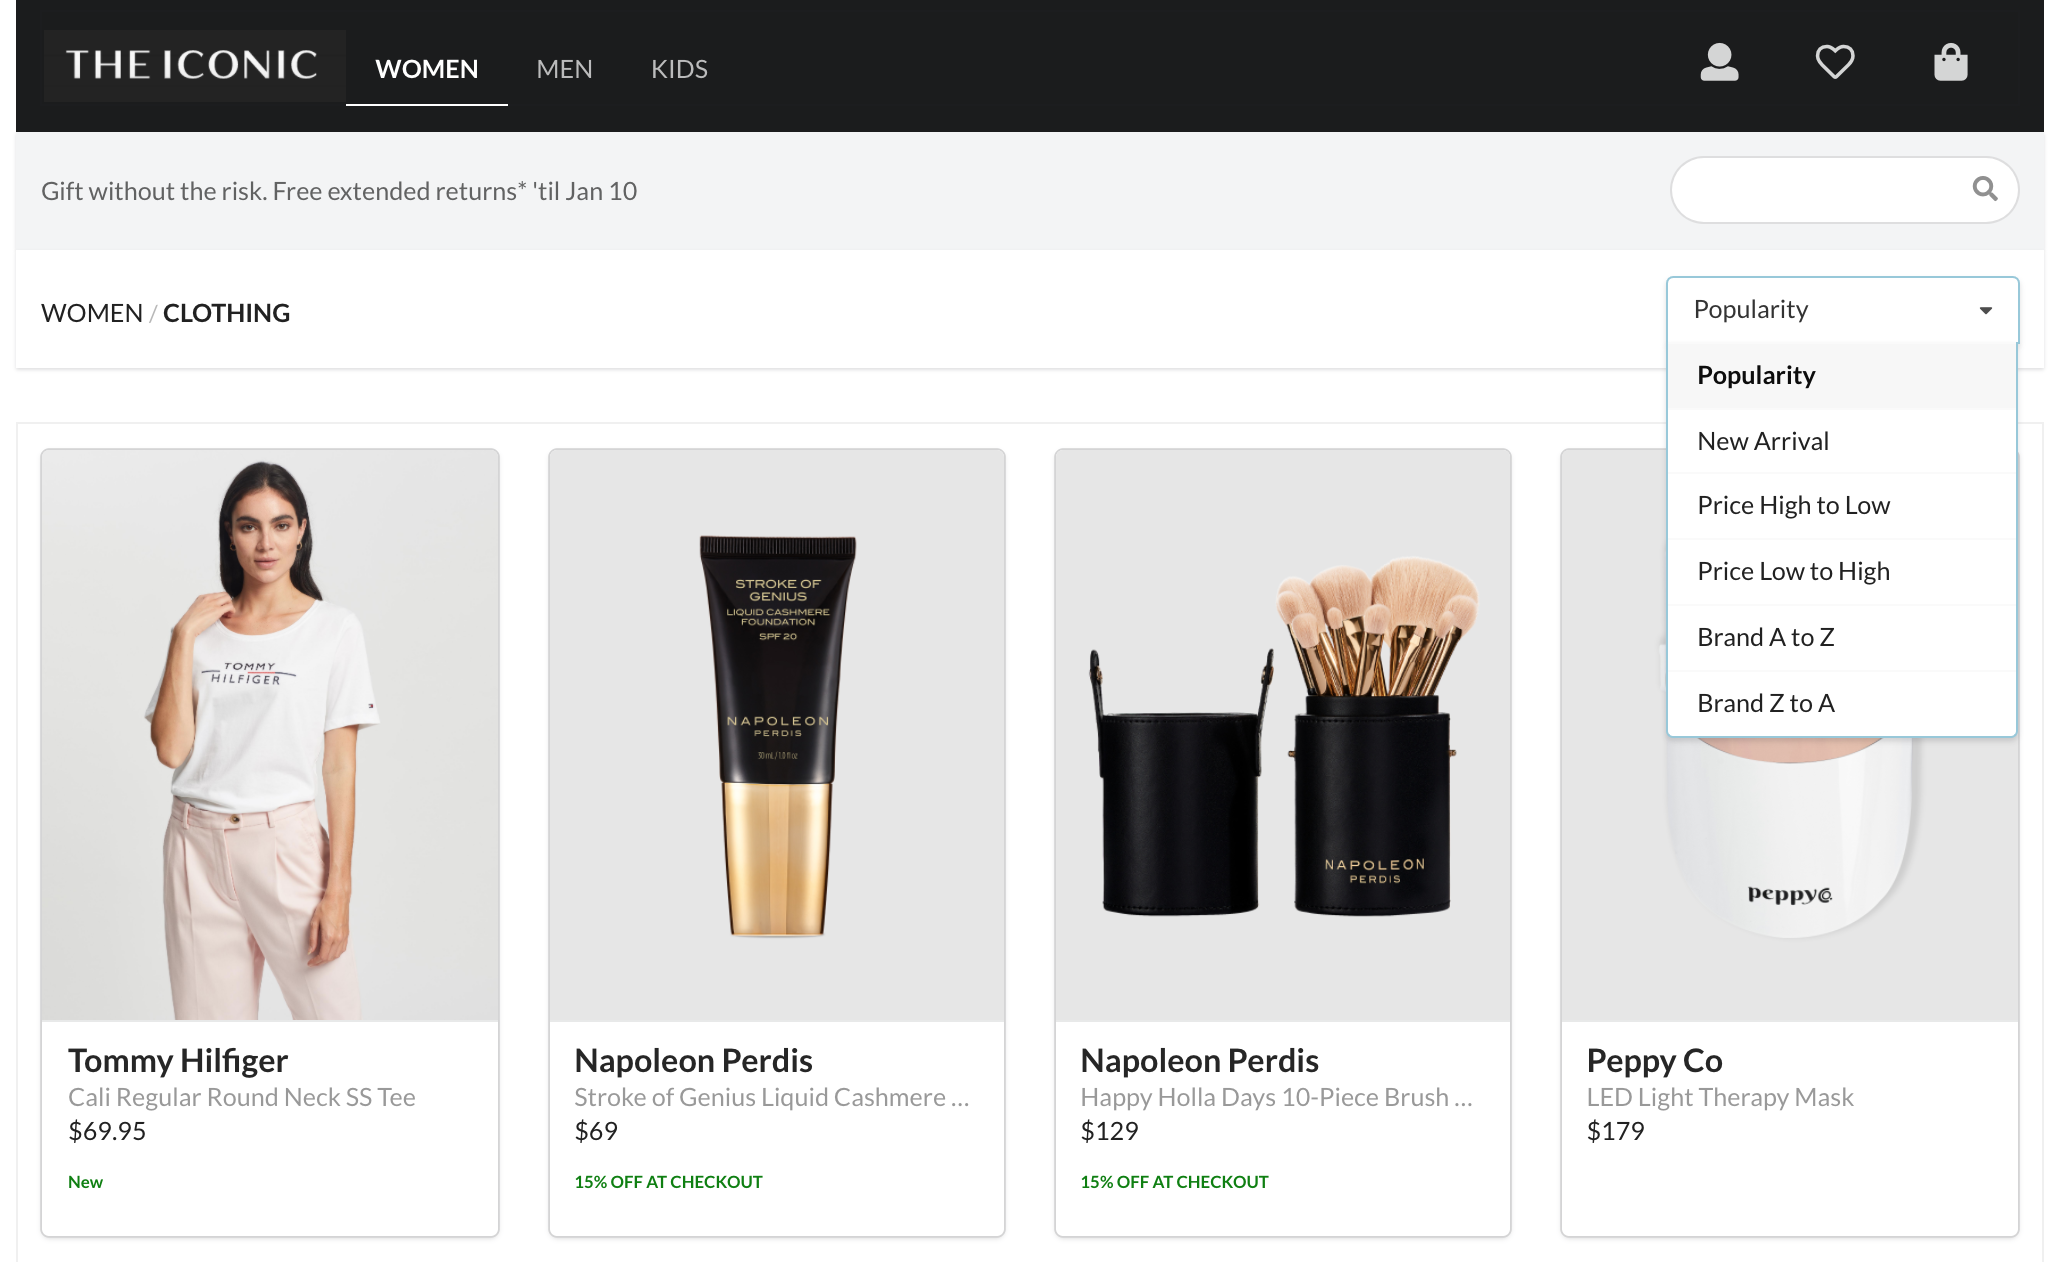 THE ICONIC
WOMEN
MEN
KIDS
Gift without the risk. Free extended returns* 'til Jan 10
WOMEN / CLOTHING
Popularity
Popularity
New Arrival
Price High to Low
Price Low to High
Brand A to Z
Brand Z to A
TOMMY
HILFIGER
STROKE OF
GENIUS
LIQUID CASHMERE
FOUNDATION
SPF 20
NAPOLEON
PERDIS
30 mL / 1.0 fl oz
NAPOLEON
PERDIS
peppyco.
Tommy Hilfiger
Cali Regular Round Neck SS Tee
$69.95
New
Napoleon Perdis
Stroke of Genius Liquid Cashmere ...
$69
15% OFF AT CHECKOUT
Napoleon Perdis
Happy Holla Days 10-Piece Brush ...
$129
15% OFF AT CHECKOUT
Peppy Co
LED Light Therapy Mask
$179